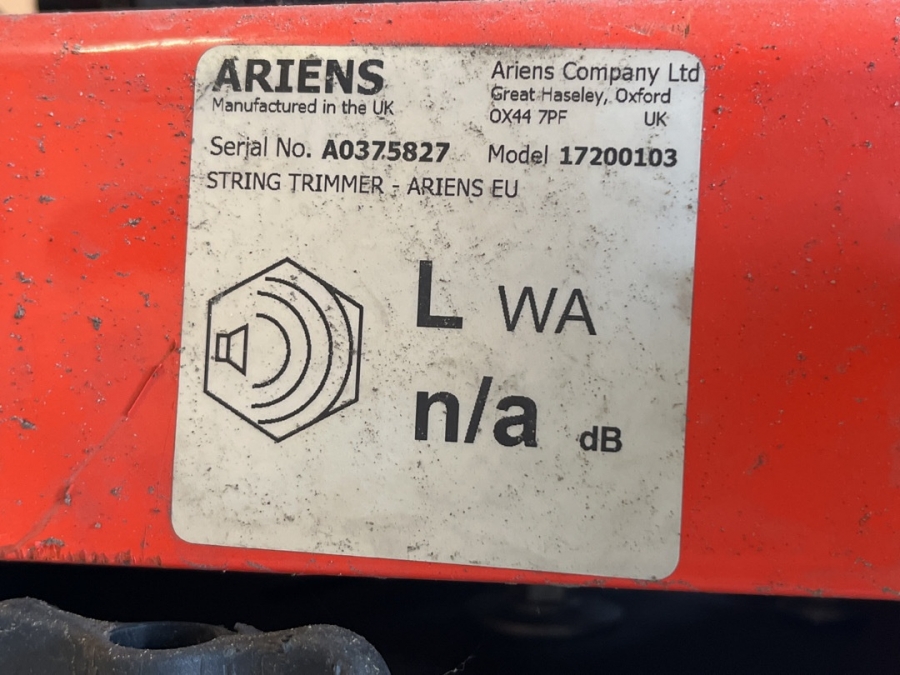 ARIENS
Manufactured in the UK
Ariens Company Ltd
Great Haseley, Oxford
OX44 7PF UK
Serial No. A0375827 Model 17200103
STRING TRIMMER - ARIENS EU
L WA
n/a dB